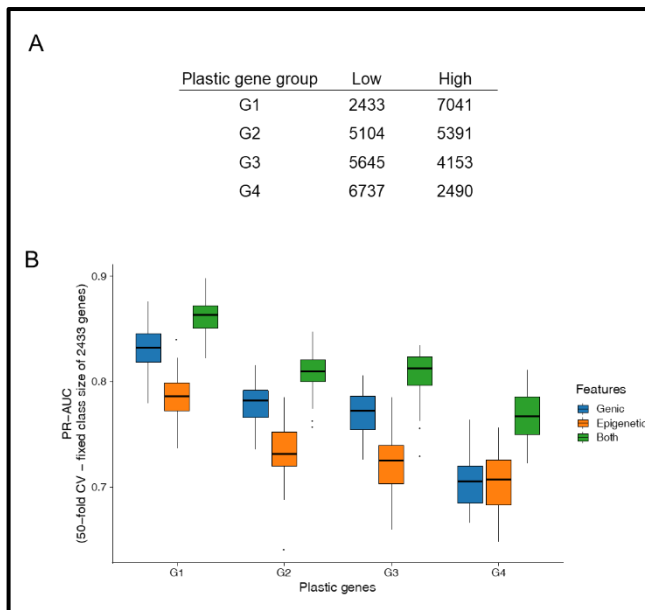 A
Plastic gene group Low High
G1 2433 7041
G2 5104 5391
G3 5645 4153
G4 6737 2490
B
PR−AUC
(50−fold CV − fixed class size of 2433 genes)
0.9
0.8
0.7
G1 G2 G3 G4
Plastic genes
Features
Genic
Epigenetic
Both